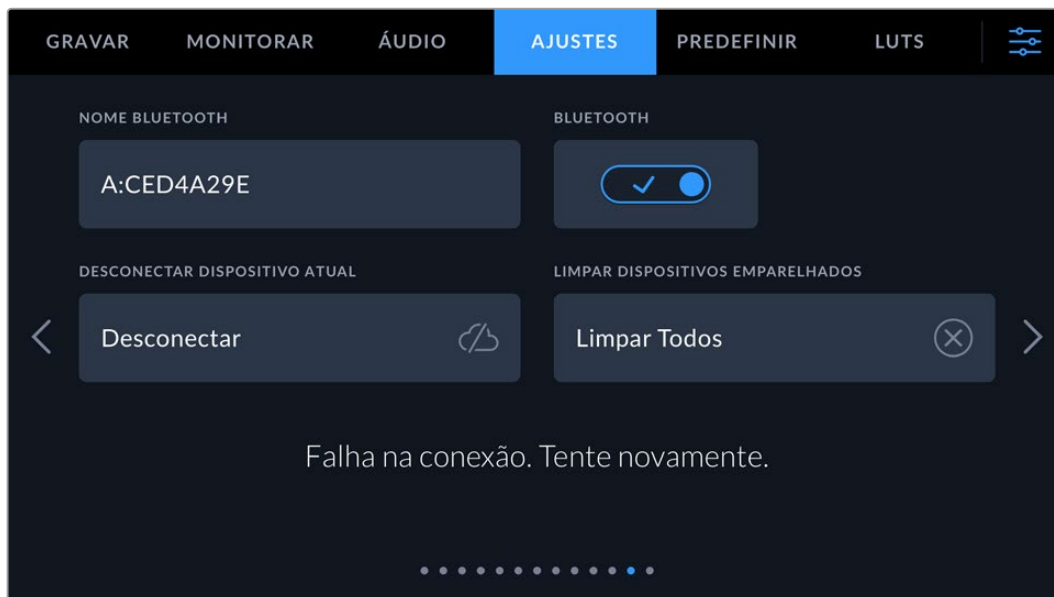 GRAVAR MONITORAR ÁUDIO AJUSTES PREDEFINIR LUTS
NOME BLUETOOTH BLUETOOTH
A:CED4A29E
DESCONECTAR DISPOSITIVO ATUAL LIMPAR DISPOSITIVOS EMPARELHADOS
Desconectar Limpar Todos
Falha na conexão. Tente novamente.